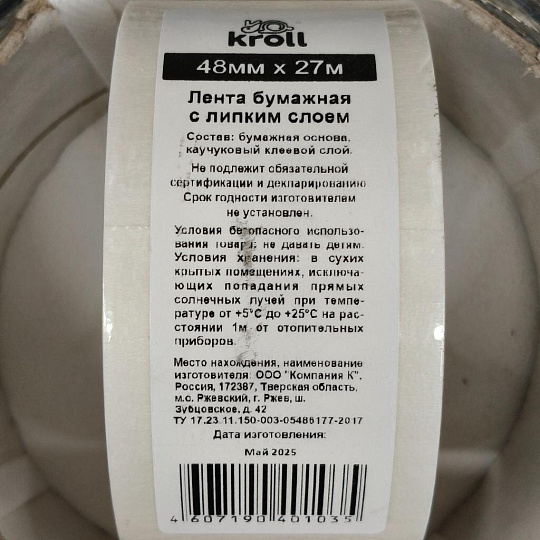 kroll
48мм x 27м
Лента бумажная
с липким слоем
Состав: бумажная основа,
каучуковый клеевой слой.
Не подлежит обязательной
сертификации и декларированию
Срок годности изготовителем
не установлен.
Условия безопасного использо-
вания товара: не давать детям.
Условия хранения: в сухих
крытых помещениях, исключа-
ющих попадания прямых
солнечных лучей при темпе-
ратуре от +5°С до +25°С на рас-
стоянии 1м от отопительных
приборов.
Место нахождения, наименование
изготовителя: ООО "Компания К",
Россия, 172387, Тверская область,
м.о. Ржевский, г. Ржев, ш.
Зубцовское, д. 42
ТУ 17.23.11.150-003-05486177-2017
Дата изготовления:
Май 2025
4 607190 401035